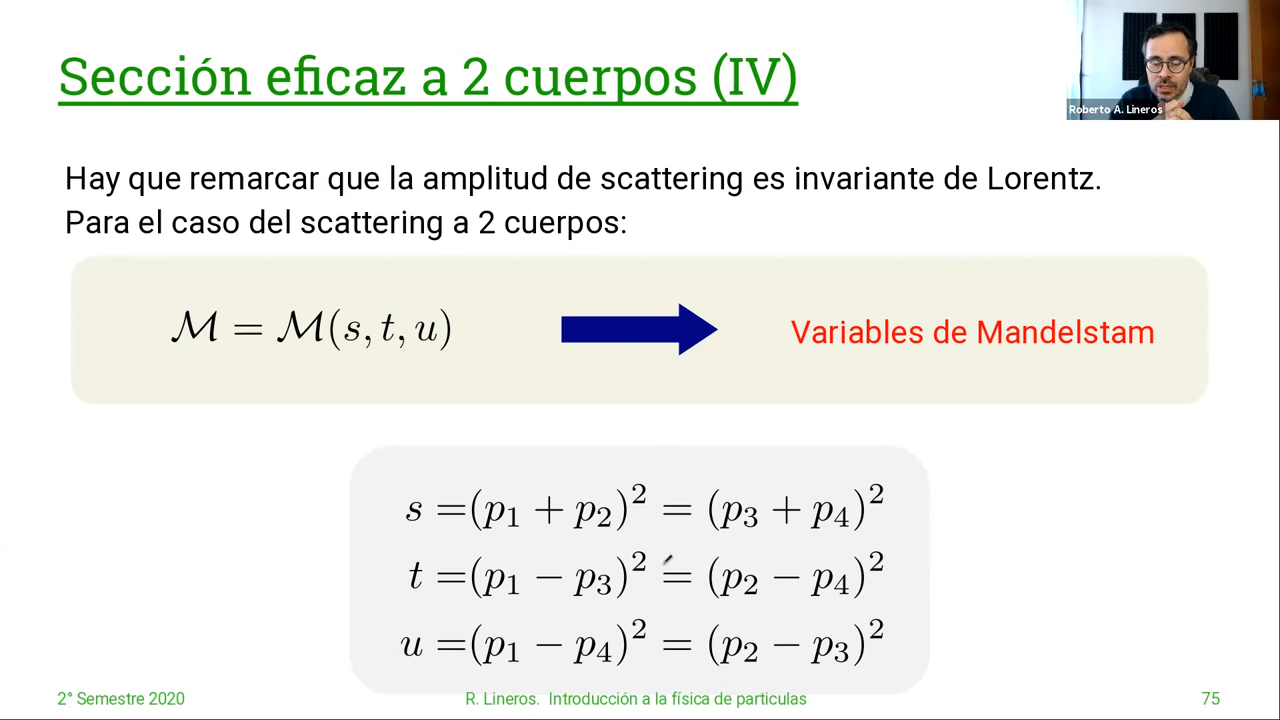 Sección eficaz a 2 cuerpos (IV)
Roberto A. Lineros
Hay que remarcar que la amplitud de scattering es invariante de Lorentz.
Para el caso del scattering a 2 cuerpos:
ℳ = ℳ(s, t, u)
Variables de Mandelstam
s =(p₁ + p₂)² = (p₃ + p₄)²
t =(p₁ − p₃)² = (p₂ − p₄)²
u =(p₁ − p₄)² = (p₂ − p₃)²
2° Semestre 2020
R. Lineros. Introducción a la física de particulas
75